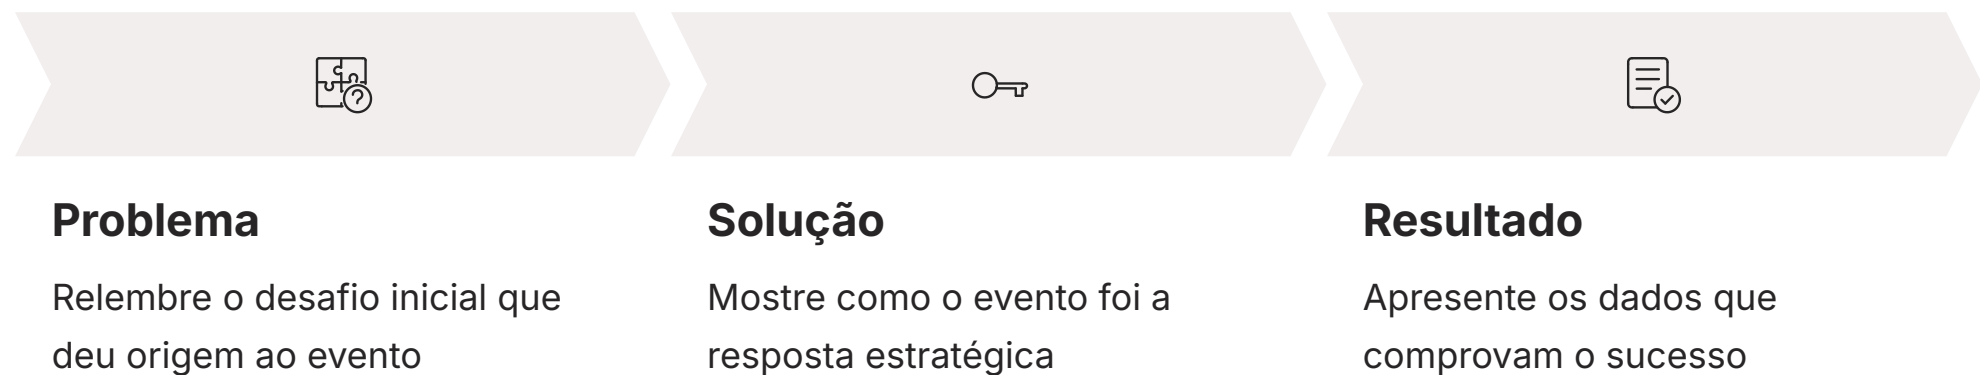 Problema
Relembre o desafio inicial que
deu origem ao evento
Solução
Mostre como o evento foi a
resposta estratégica
Resultado
Apresente os dados que
comprovam o sucesso